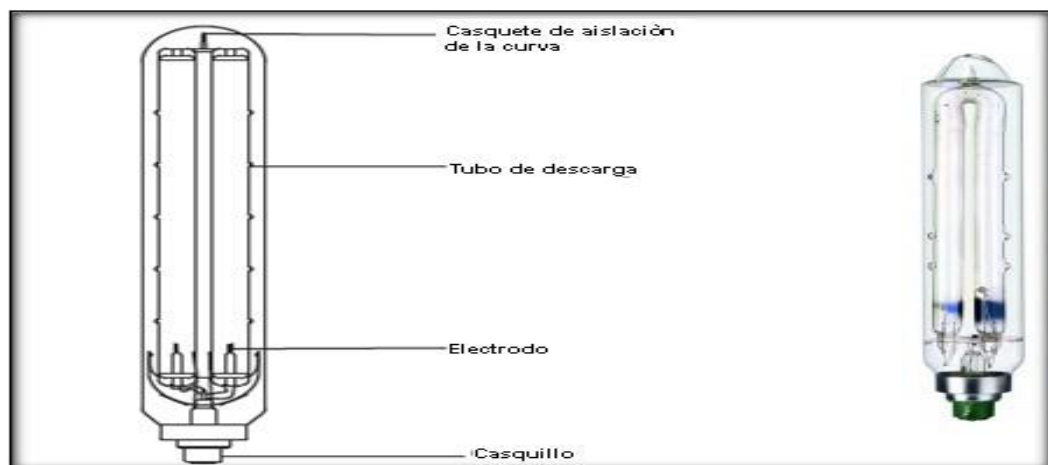 Casquete de aislaciòn
de la curva
Tubo de descarga
Electrodo
Casquillo